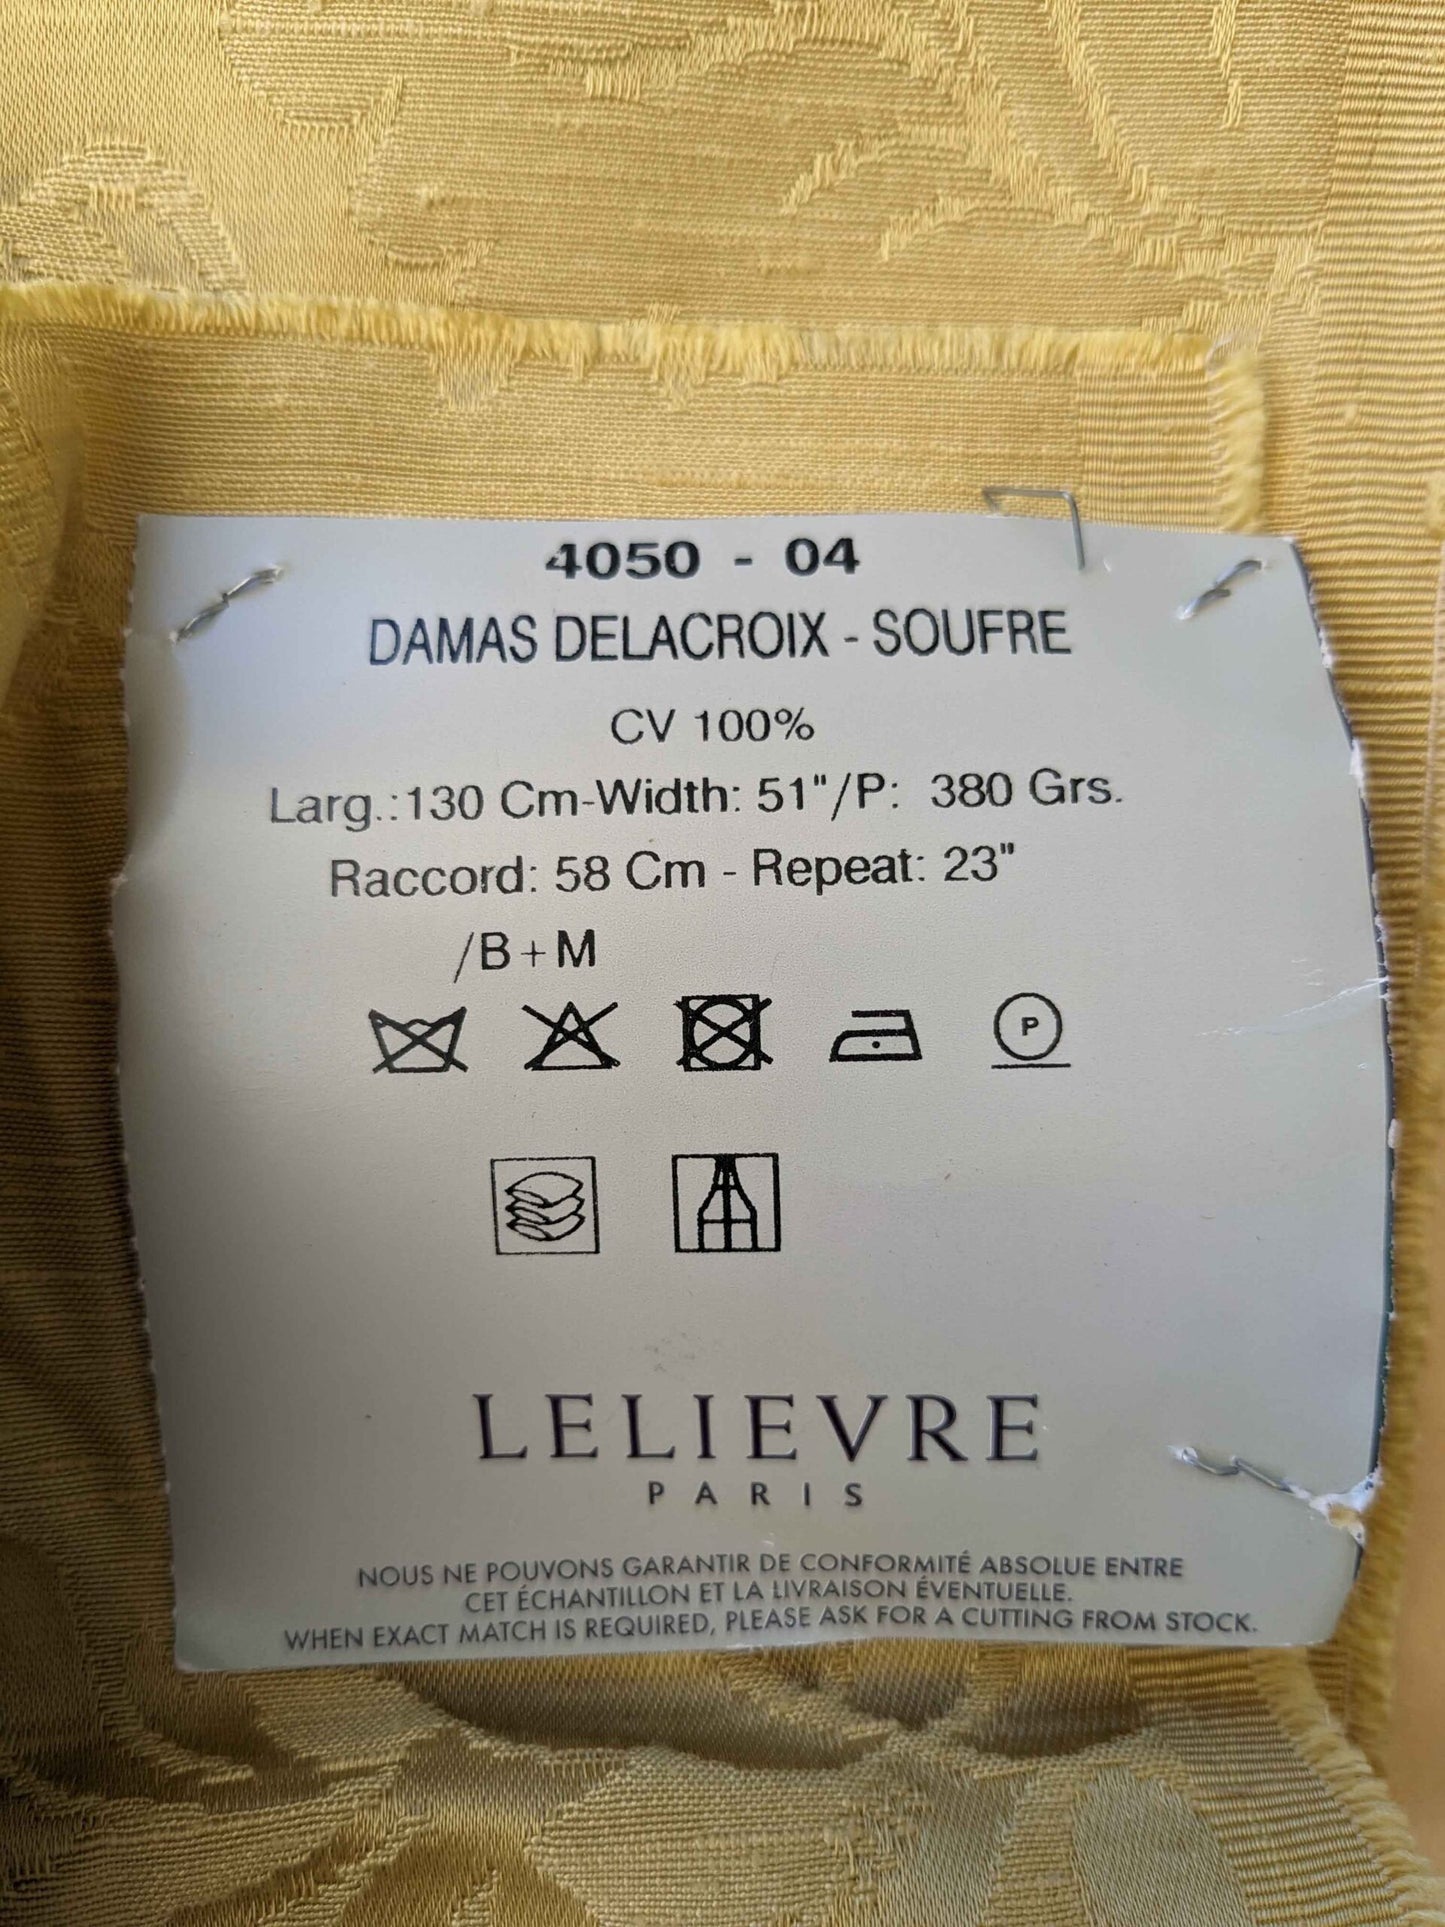 4050 - 04
DAMAS DELACROIX - SOUFRE
CV 100%
Larg.:130 Cm-Width: 51"/P: 380 Grs.
Raccord: 58 Cm - Repeat: 23"
/B+M
P
LELIEVRE
PARIS
NOUS NE POUVONS GARANTIR DE CONFORMITÉ ABSOLUE ENTRE
CET ÉCHANTILLON ET LA LIVRAISON ÉVENTUELLE.
WHEN EXACT MATCH IS REQUIRED, PLEASE ASK FOR A CUTTING FROM STOCK.